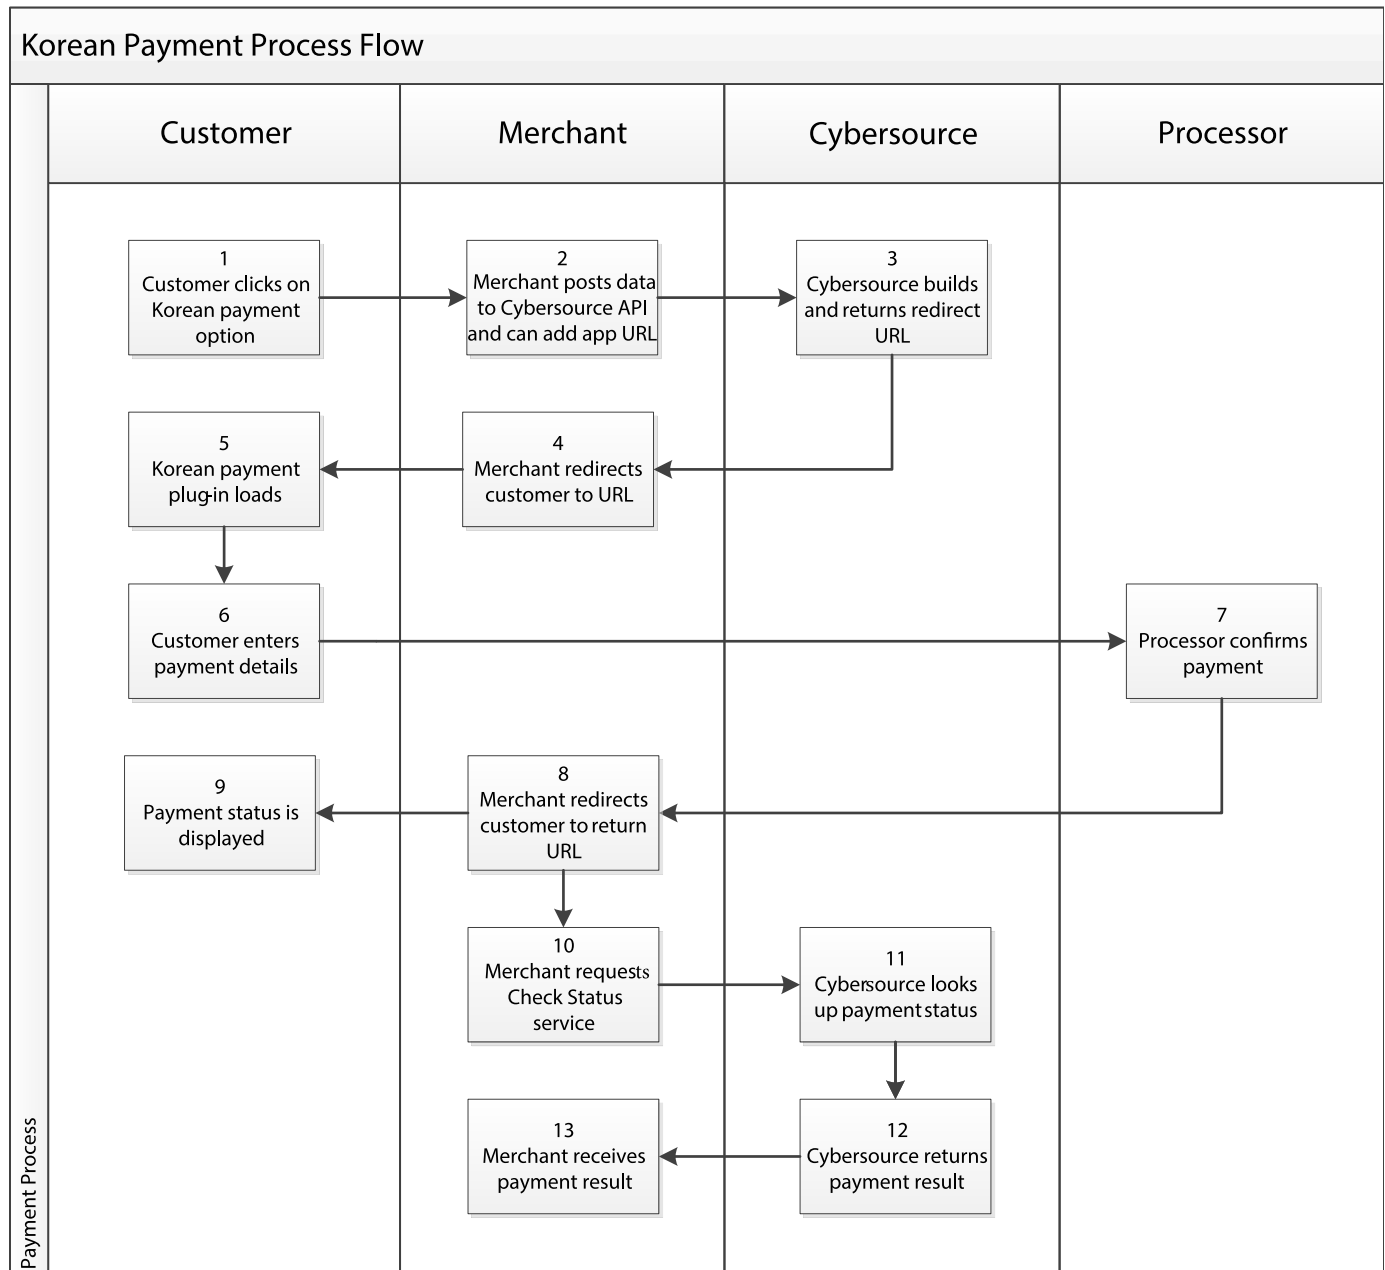 Korean Payment Process Flow
Customer
Merchant
Cybersource
Processor
1
Customer clicks on
Korean payment
option
2
Merchant posts data
to Cybersource API
and can add app URL
3
Cybersource builds
and returns redirect
URL
5
Korean payment
plug-in loads
4
Merchant redirects
customer to URL
6
Customer enters
payment details
7
Processor confirms
payment
9
Payment status is
displayed
8
Merchant redirects
customer to return
URL
10
Merchant requests
Check Status
service
11
Cybersource looks
up payment status
13
Merchant receives
payment result
12
Cybersource returns
payment result
Payment Process